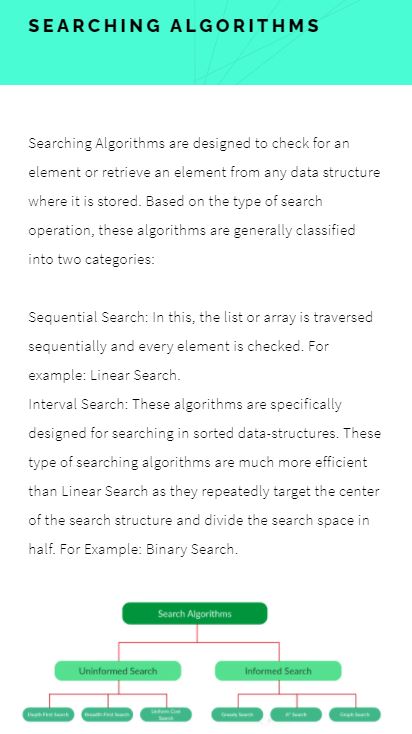 SEARCHING ALGORITHMS
Searching Algorithms are designed to check for an
element or retrieve an element from any data structure
where it is stored. Based on the type of search
operation, these algorithms are generally classified
into two categories:
Sequential Search: In this, the list or array is traversed
sequentially and every element is checked. For
example: Linear Search.
Interval Search: These algorithms are specifically
designed for searching in sorted data-structures. These
type of searching algorithms are much more efficient
than Linear Search as they repeatedly target the center
of the search structure and divide the search space in
half. For Example: Binary Search.
Search Algorithms
Uninformed Search
Informed Search
Depth First Search
Breadth First Search
Uniform Cost
Search
Greedy Search
A* Search
Graph Search